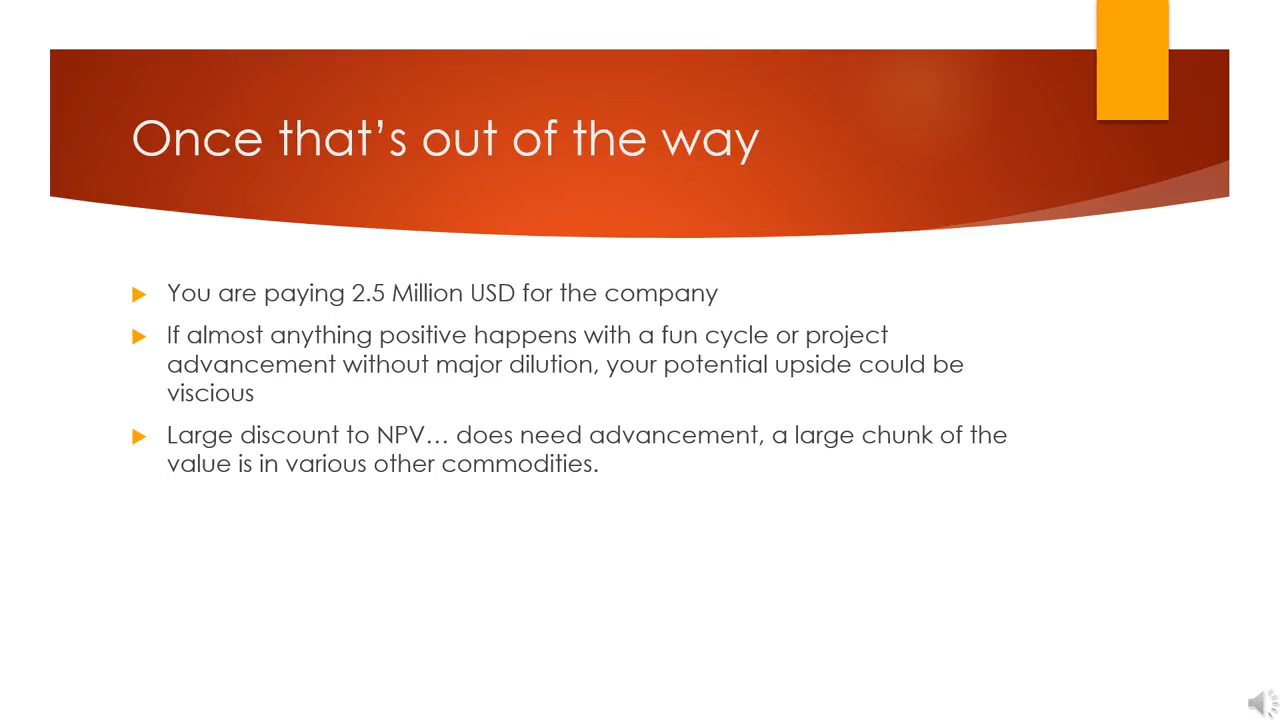 Once that’s out of the way
You are paying 2.5 Million USD for the company
If almost anything positive happens with a fun cycle or project
advancement without major dilution, your potential upside could be
viscious
Large discount to NPV… does need advancement, a large chunk of the
value is in various other commodities.